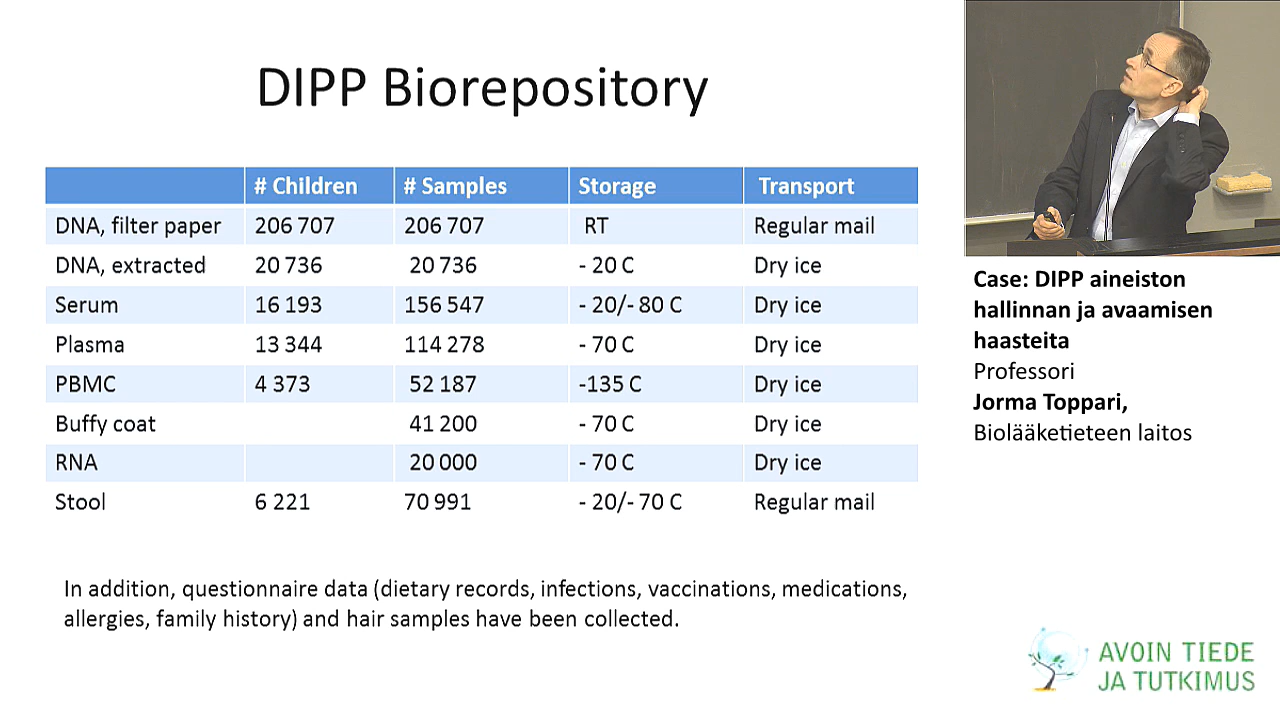 DIPP Biorepository
# Children # Samples Storage Transport
DNA, filter paper 206 707 206 707 RT Regular mail
DNA, extracted 20 736 20 736 - 20 C Dry ice
Serum 16 193 156 547 - 20/- 80 C Dry ice
Plasma 13 344 114 278 - 70 C Dry ice
PBMC 4 373 52 187 -135 C Dry ice
Buffy coat 41 200 - 70 C Dry ice
RNA 20 000 - 70 C Dry ice
Stool 6 221 70 991 - 20/- 70 C Regular mail
In addition, questionnaire data (dietary records, infections, vaccinations, medications,
allergies, family history) and hair samples have been collected.
Case: DIPP aineiston
hallinnan ja avaamisen
haasteita
Professori
Jorma Toppari,
Biolääketieteen laitos
AVOIN TIEDE
JA TUTKIMUS